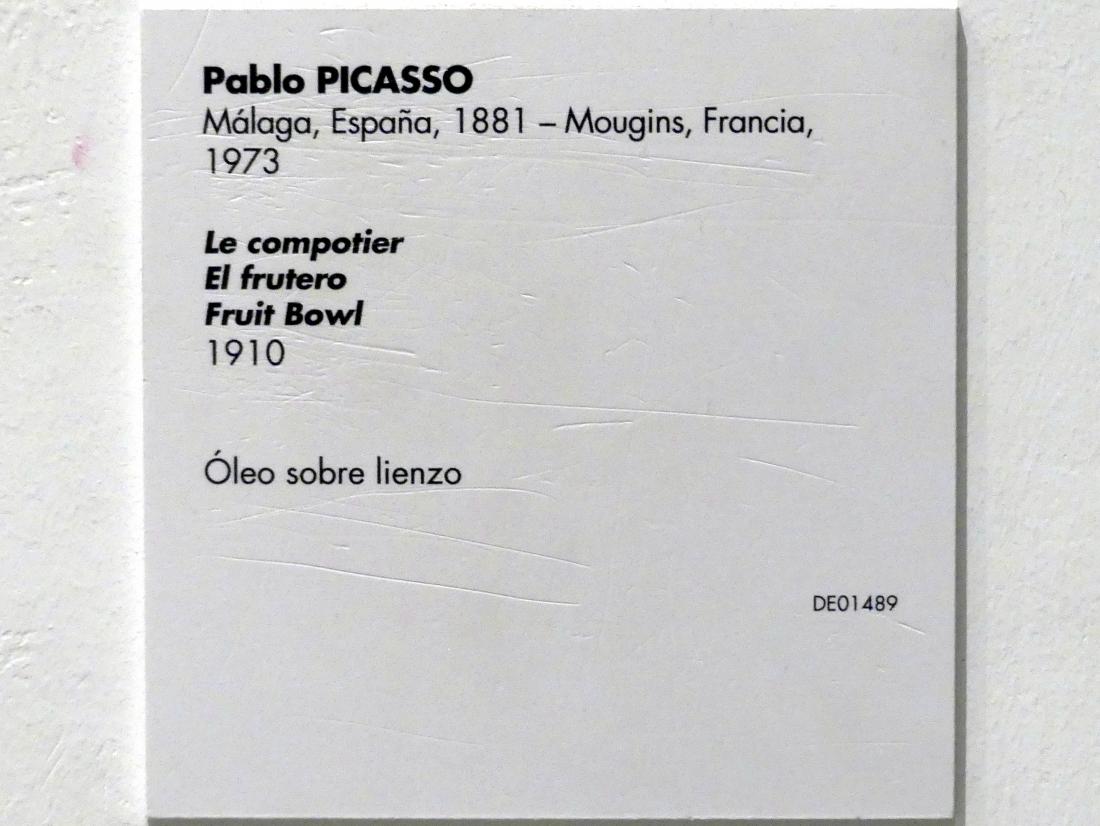 Pablo PICASSO
Málaga, España, 1881 – Mougins, Francia,
1973
Le compotier
El frutero
Fruit Bowl
1910
Óleo sobre lienzo
DE01489